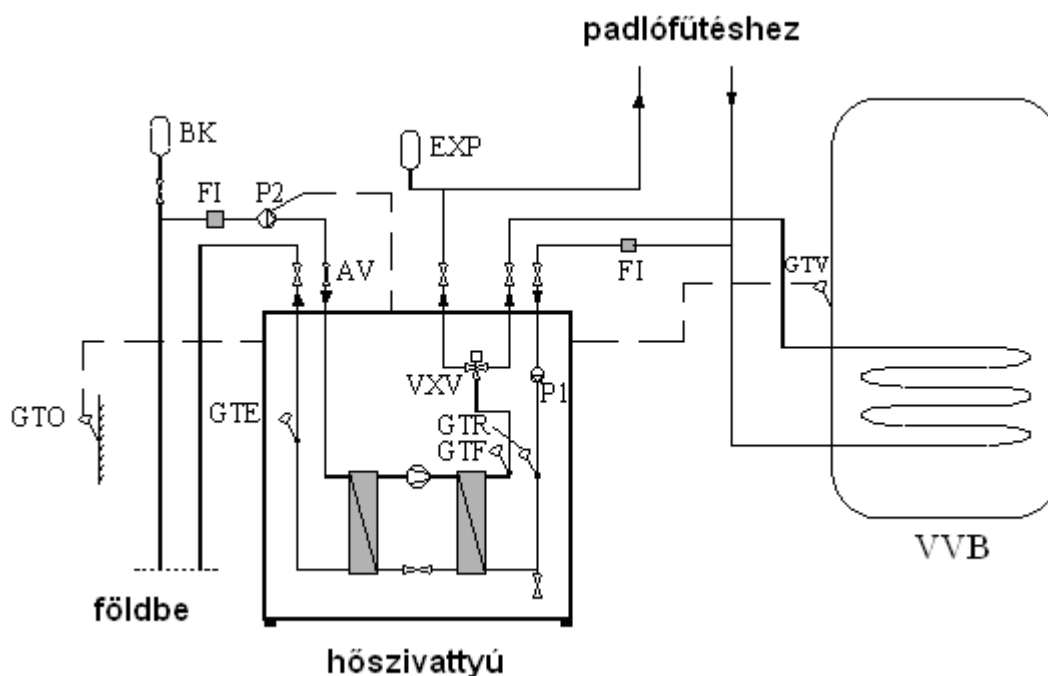 padlófűtéshez
BK
EXP
FI
P2
AV
FI
GTV
VXV
P1
GTO
GTE
GTR
GTF
VVB
földbe
hőszivattyú